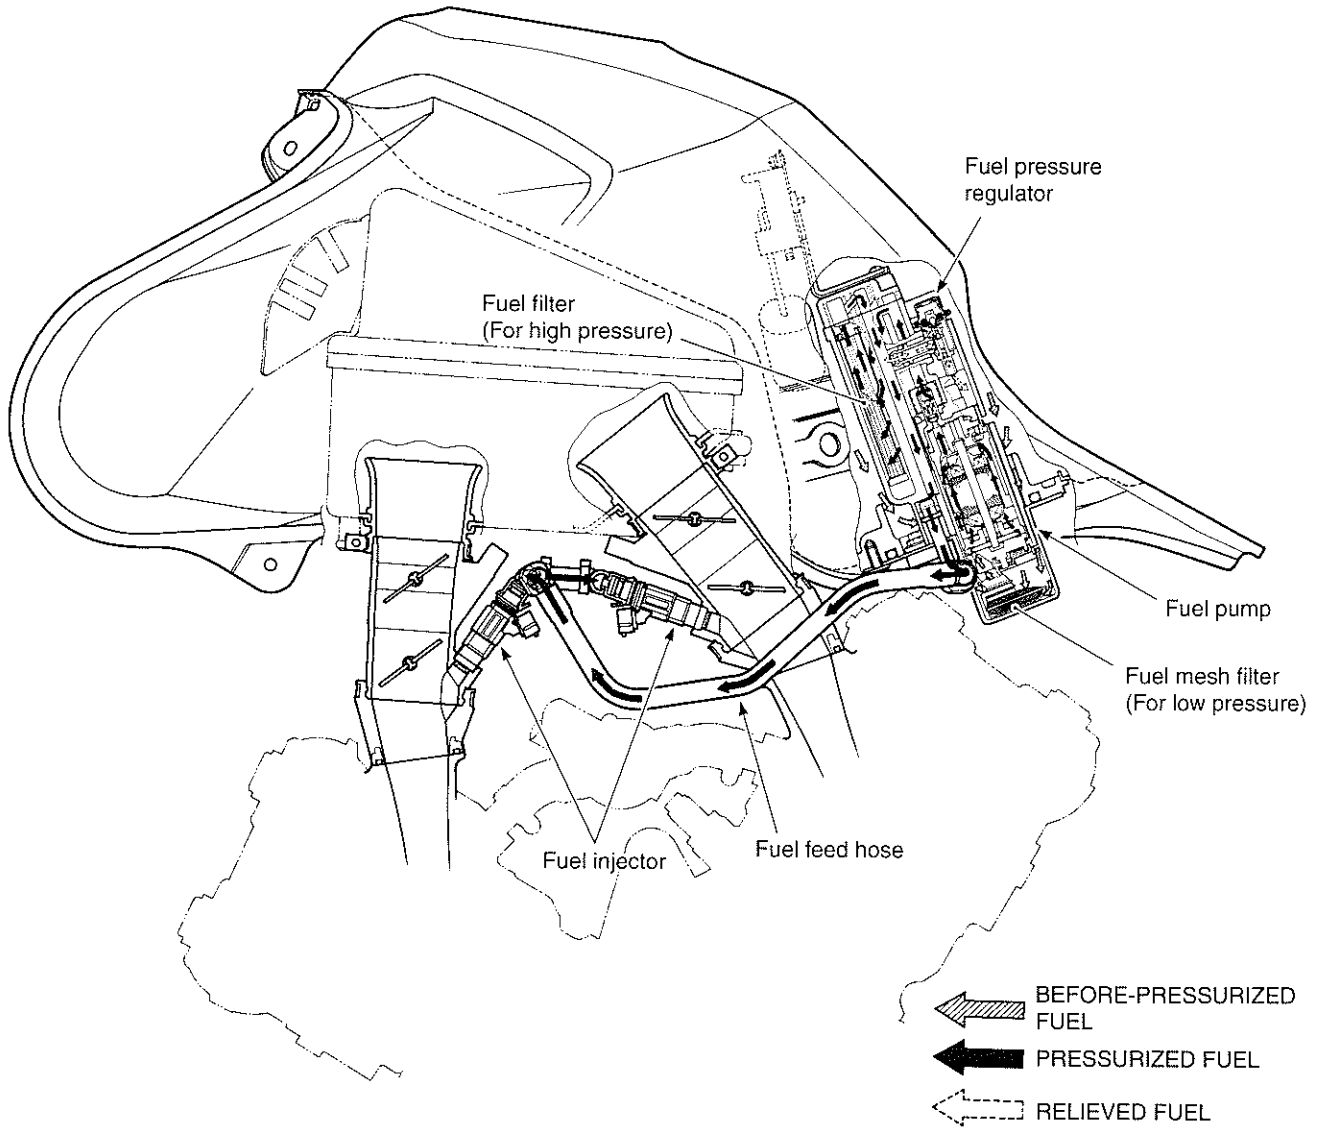 Fuel pressure
regulator
Fuel filter
(For high pressure)
Fuel pump
Fuel mesh filter
(For low pressure)
Fuel injector
Fuel feed hose
BEFORE-PRESSURIZED
FUEL
PRESSURIZED FUEL
RELIEVED FUEL